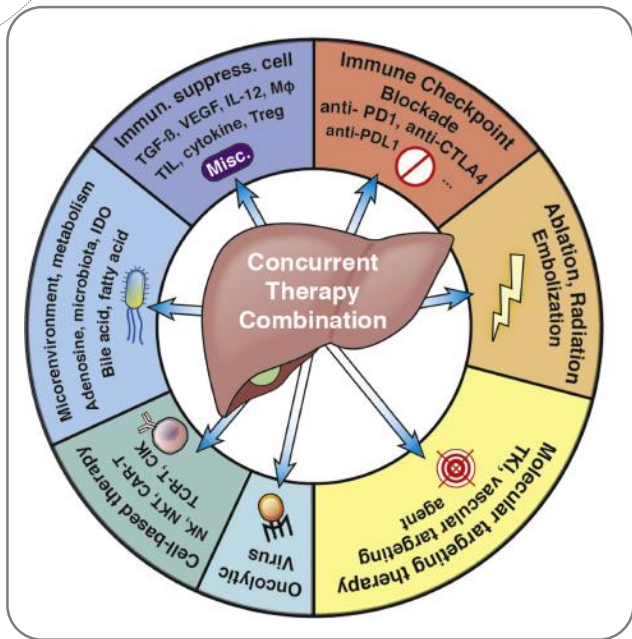 Immun. suppress. cell
TGF-ß, VEGF, IL-12, Mɸ
TIL, cytokine, Treg
Misc.
Immune Checkpoint
Blockade
anti- PD1, anti-CTLA4
anti-PDL1
...
Ablation, Radiation
Embolization
Molecular targeting therapy
TKI, vascular targeting
agent
Oncolytic
Virus
Cell-based therapy
NK, NKT, CAR-T
TCR-T, CIK
Micorenvironment, metabolism
Adenosine, microbiota, IDO
Bile acid, fatty acid
Concurrent
Therapy
Combination